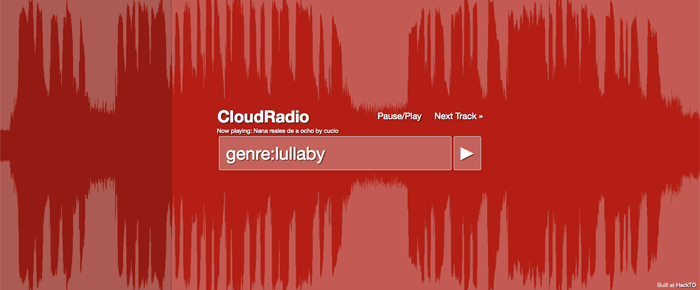 CloudRadio
Pause/Play
Next Track »
Now playing: Nana reales de a ocho by cucio
genre:lullaby
Built at HackTO